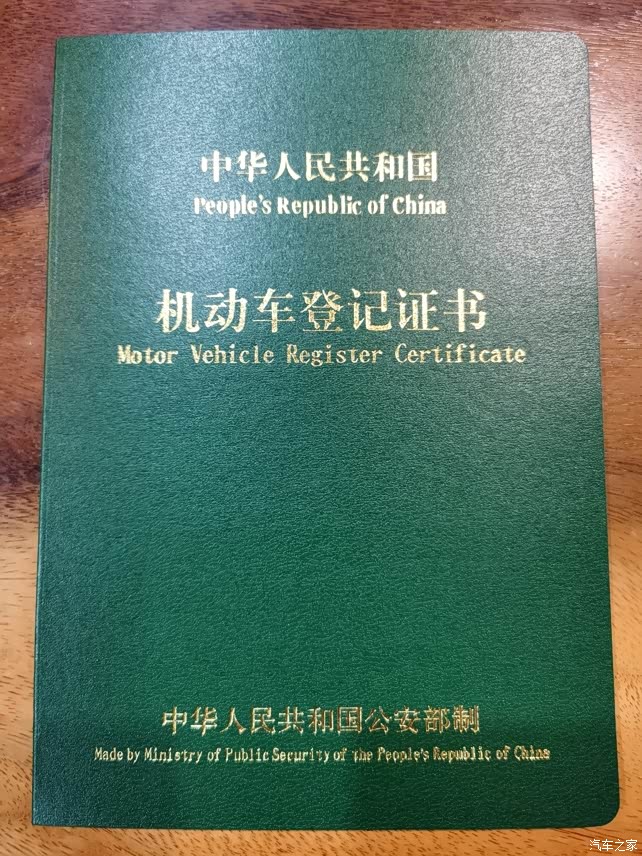 中华人民共和国
People's Republic of China
机动车登记证书
Motor Vehicle Register Certificate
中华人民共和国公安部制
Made by Ministry of Public Security of the People's Republic of China
汽车之家